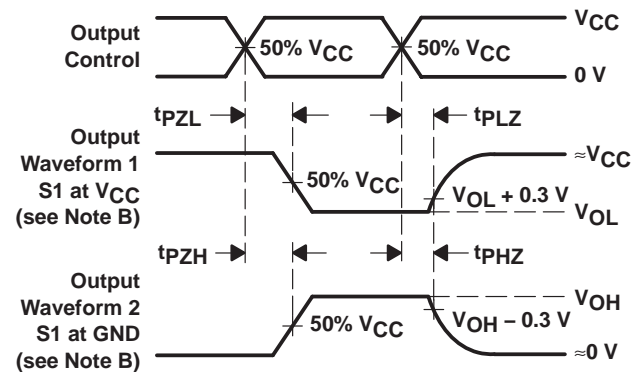 Output
Control
50% VCC
50% VCC
VCC
0 V
tPZL
tPLZ
Output
Waveform 1
S1 at VCC
(see Note B)
50% VCC
≈VCC
VOL + 0.3 V
VOL
tPZH
tPHZ
Output
Waveform 2
S1 at GND
(see Note B)
50% VCC
VOH
VOH – 0.3 V
≈0 V